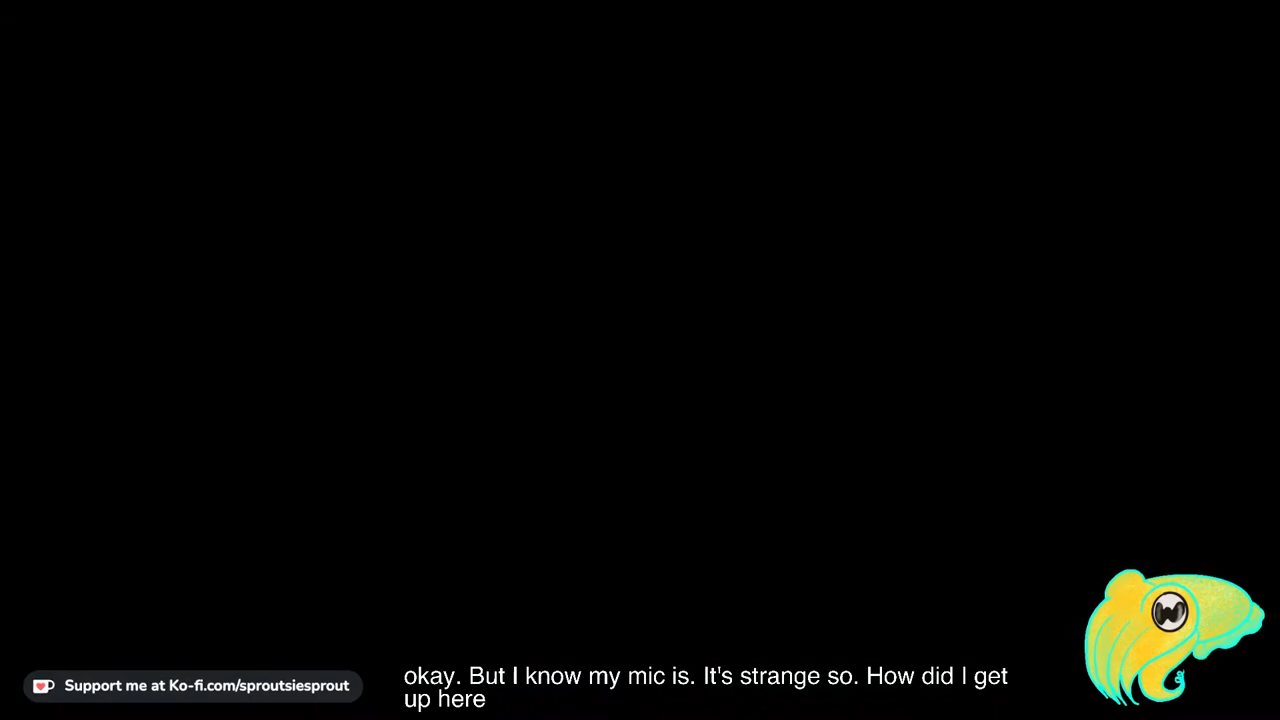 okay. But I know my mic is. It's strange so. How did I get
up here
Support me at Ko-fi.com/sproutsiesprout